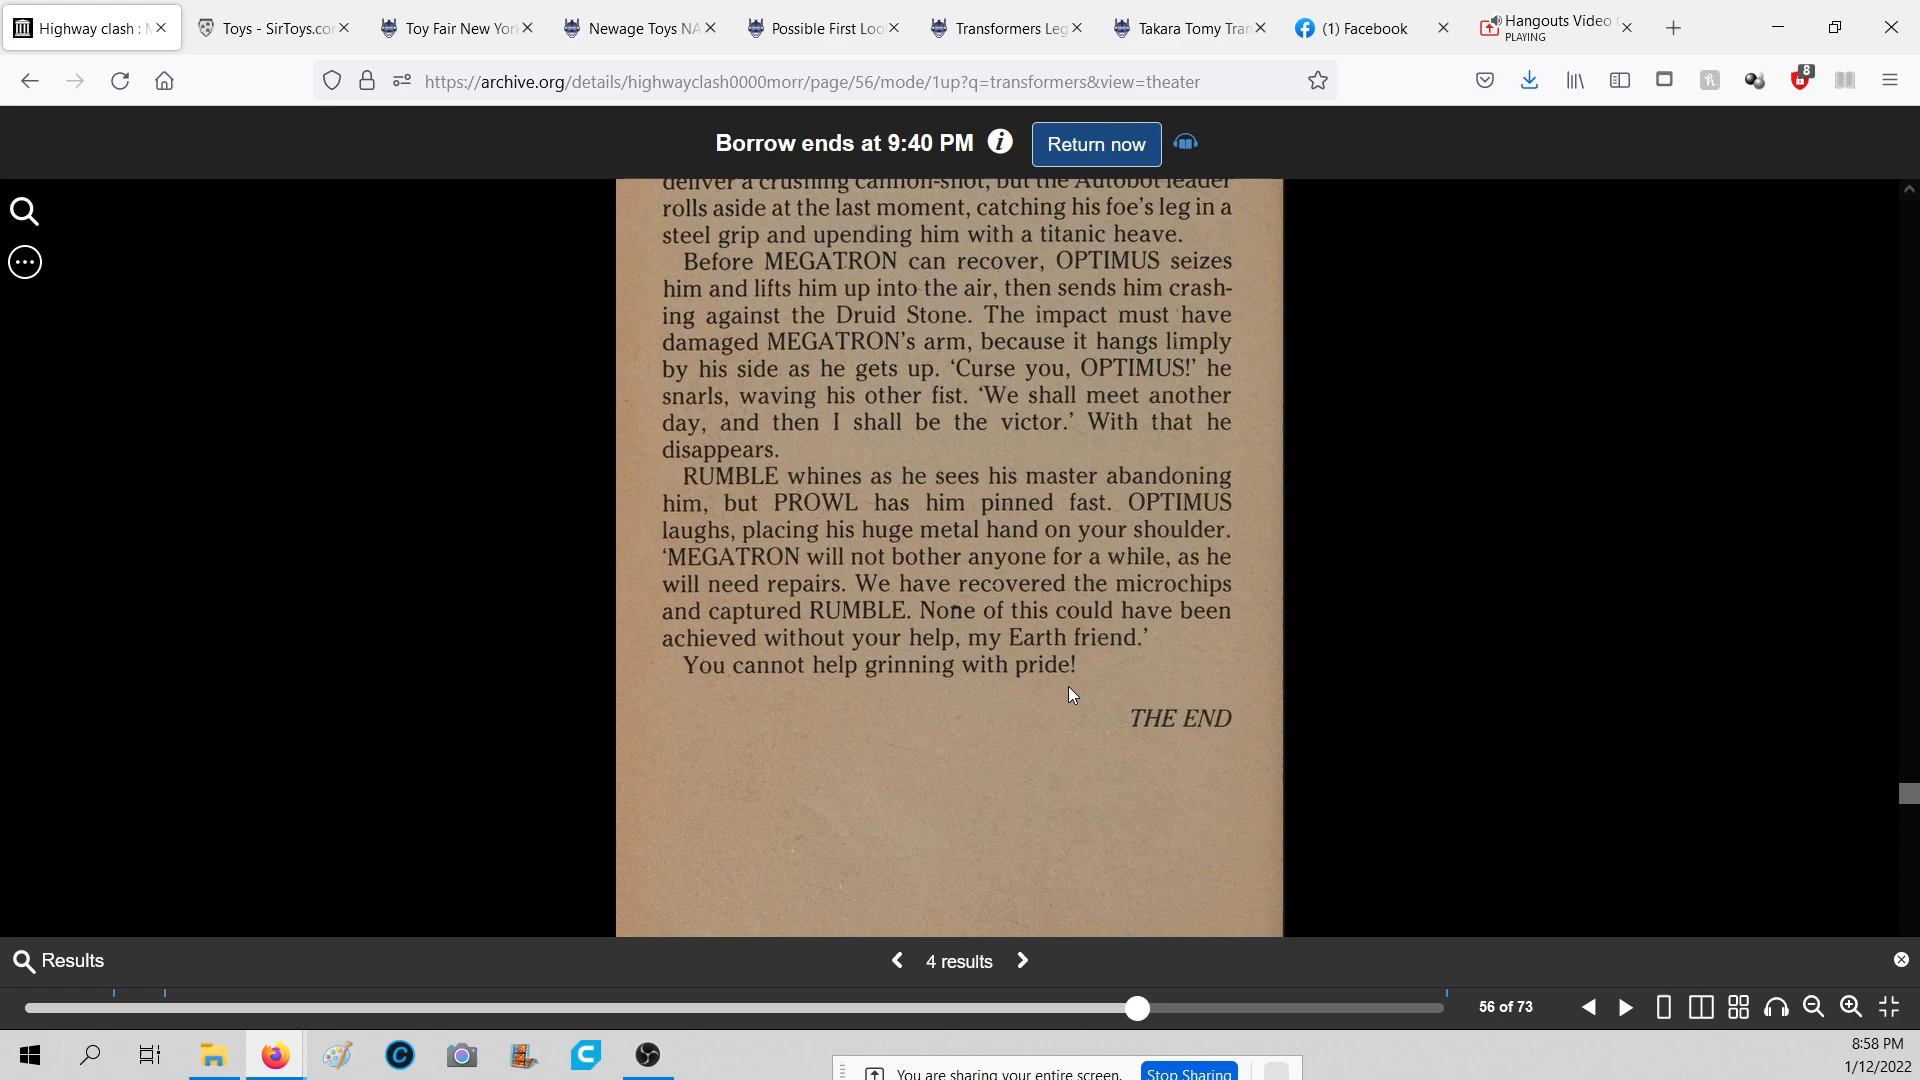 Highway clash : M
Toys - SirToys.com
Toy Fair New York
Newage Toys NA
Possible First Loo
Transformers Leg
Takara Tomy Tran
(1) Facebook
Hangouts Video
PLAYING
https://archive.org/details/highwayclash0000morr/page/56/mode/1up?q=transformers&view=theater
8
Borrow ends at 9:40 PM
Return now
deliver a crushing cannon-shot, but the Autobot leader
rolls aside at the last moment, catching his foe's leg in a
steel grip and upending him with a titanic heave.
Before MEGATRON can recover, OPTIMUS seizes
him and lifts him up into the air, then sends him crash-
ing against the Druid Stone. The impact must have
damaged MEGATRON's arm, because it hangs limply
by his side as he gets up. 'Curse you, OPTIMUS!' he
snarls, waving his other fist. 'We shall meet another
day, and then I shall be the victor.' With that he
disappears.
RUMBLE whines as he sees his master abandoning
him, but PROWL has him pinned fast. OPTIMUS
laughs, placing his huge metal hand on your shoulder.
'MEGATRON will not bother anyone for a while, as he
will need repairs. We have recovered the microchips
and captured RUMBLE. None of this could have been
achieved without your help, my Earth friend.'
You cannot help grinning with pride!
THE END
Results
4 results
56 of 73
You are sharing your entire screen.
Stop Sharing
8:58 PM
1/12/2022